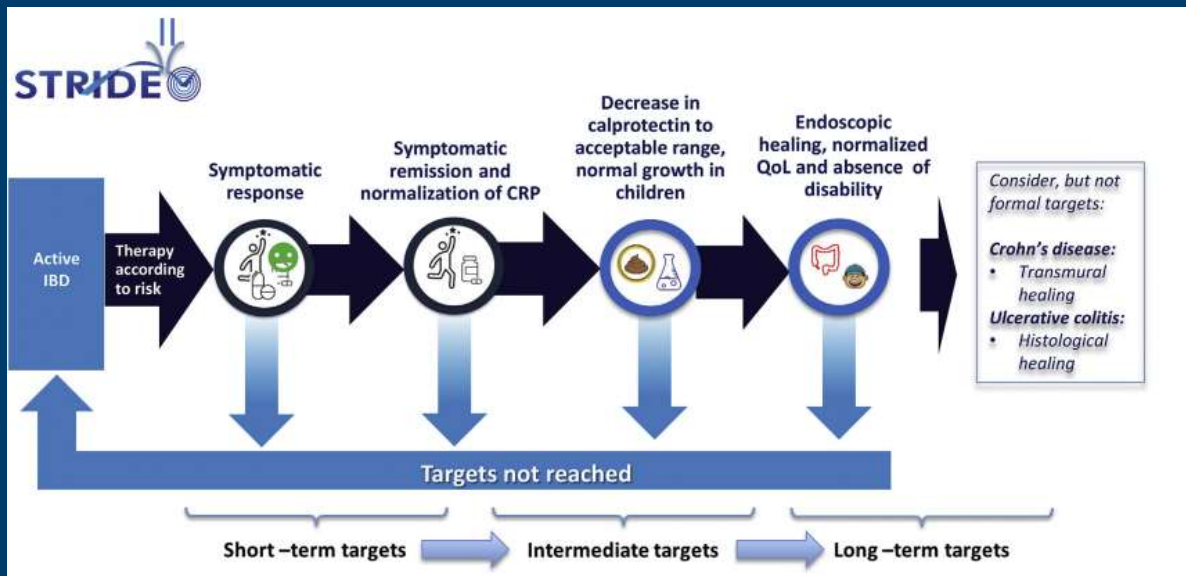 II
STRIDE
Active
IBD
Therapy
according
to risk
Symptomatic
response
Symptomatic
remission and
normalization of CRP
Decrease in
calprotectin to
acceptable range,
normal growth in
children
Endoscopic
healing, normalized
QoL and absence of
disability
Consider, but not
formal targets:
Crohn's disease:
• Transmural
healing
Ulcerative colitis:
• Histological
healing
Targets not reached
Short –term targets
Intermediate targets
Long –term targets